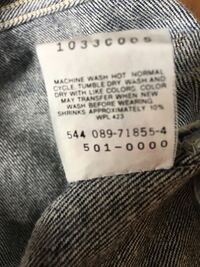 1033C005
MACHINE WASH HOT NORMAL
CYCLE. TUMBLE DRY WASH AND
DRY WITH LIKE COLORS. COLOR
MAY TRANSFER WHEN NEW
WASH BEFORE WEARING.
SHRINKS APPROXIMATELY 10%
WPL 423
544 089-71855-4
501-0000